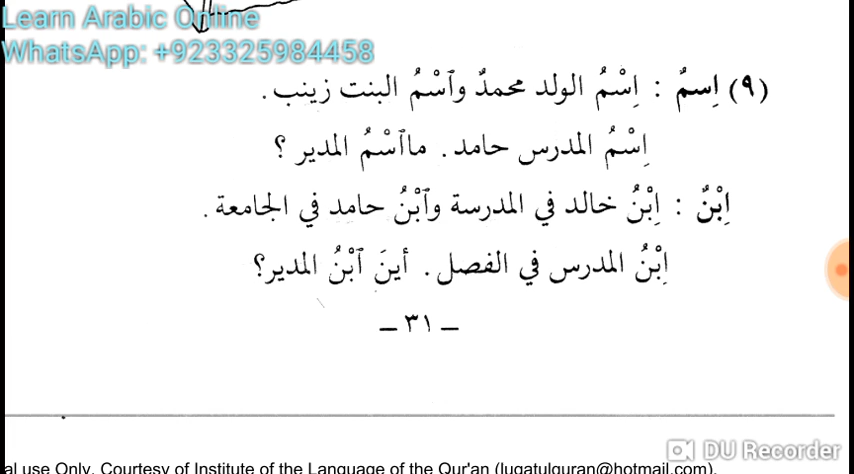 Learn Arabic Online
WhatsApp: +923325984458
(٩) اِسمٌ : اِسْمُ الولد محمدٌ وٱسْمُ البنت زينب .
اِسْمُ المدرس حامد . ماٱسْمُ المدير ؟
اِبْنٌ : اِبْنُ خالد في المدرسة وٱبْنُ حامد في الجامعة .
اِبْنُ المدرس في الفصل . أينَ ٱبْنُ المدير؟
– ٣١ –
al use Only. Courtesy of Institute of the Language of the Qur'an (lugatulquran@hotmail.com).
DU Recorder